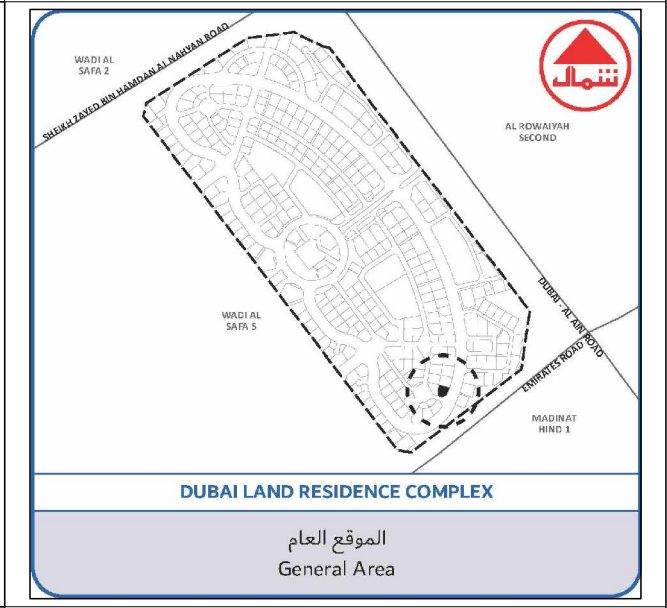 WADI AL
SAFA 2
SHEIKH ZAYED BIN HAMDAN AL NAHYAN ROAD
شمال
AL ROWAIYAH
SECOND
WADI AL
SAFA 5
DUBAI - AL AIN ROAD
EMIRATES ROAD
MADINAT
HIND 1
DUBAI LAND RESIDENCE COMPLEX
الموقع العام
General Area